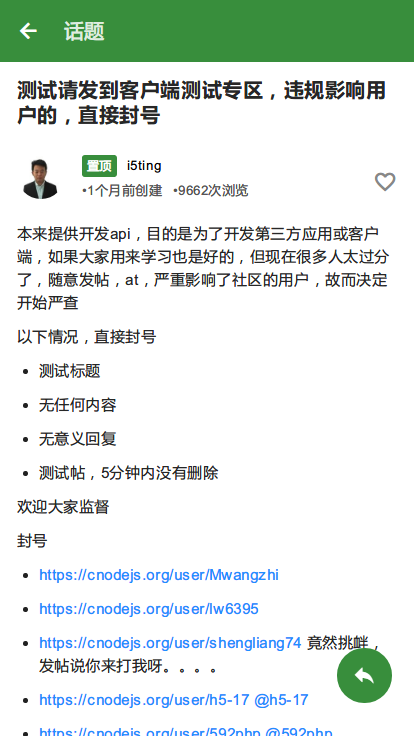 话题
测试请发到客户端测试专区，违规影响用
户的，直接封号
置顶 i5ting
•1个月前创建 •9662次浏览
本来提供开发api，目的是为了开发第三方应用或客户
端，如果大家用来学习也是好的，但现在很多人太过分
了，随意发帖，at，严重影响了社区的用户，故而决定
开始严查
以下情况，直接封号
• 测试标题
• 无任何内容
• 无意义回复
• 测试帖，5分钟内没有删除
欢迎大家监督
封号
• https://cnodejs.org/user/Mwangzhi
• https://cnodejs.org/user/lw6395
• https://cnodejs.org/user/shengliang74 竟然挑衅，
发帖说你来打我呀。。。。
• https://cnodejs.org/user/h5-17 @h5-17
• https://cnodejs.org/user/592php @592php